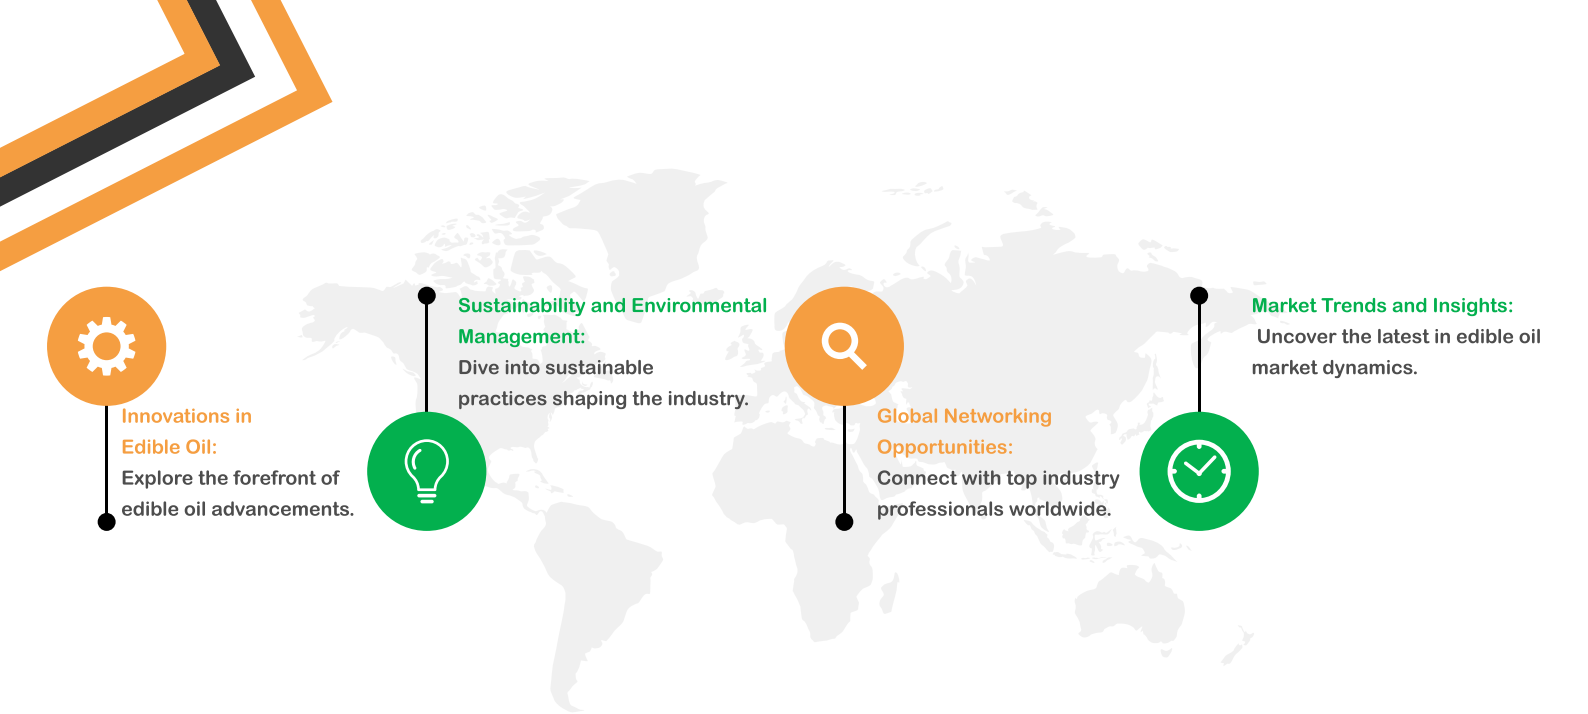 Innovations in
Edible Oil:
Explore the forefront of
edible oil advancements.
Sustainability and Environmental
Management:
Dive into sustainable
practices shaping the industry.
Global Networking
Opportunities:
Connect with top industry
professionals worldwide.
Market Trends and Insights:
Uncover the latest in edible oil
market dynamics.